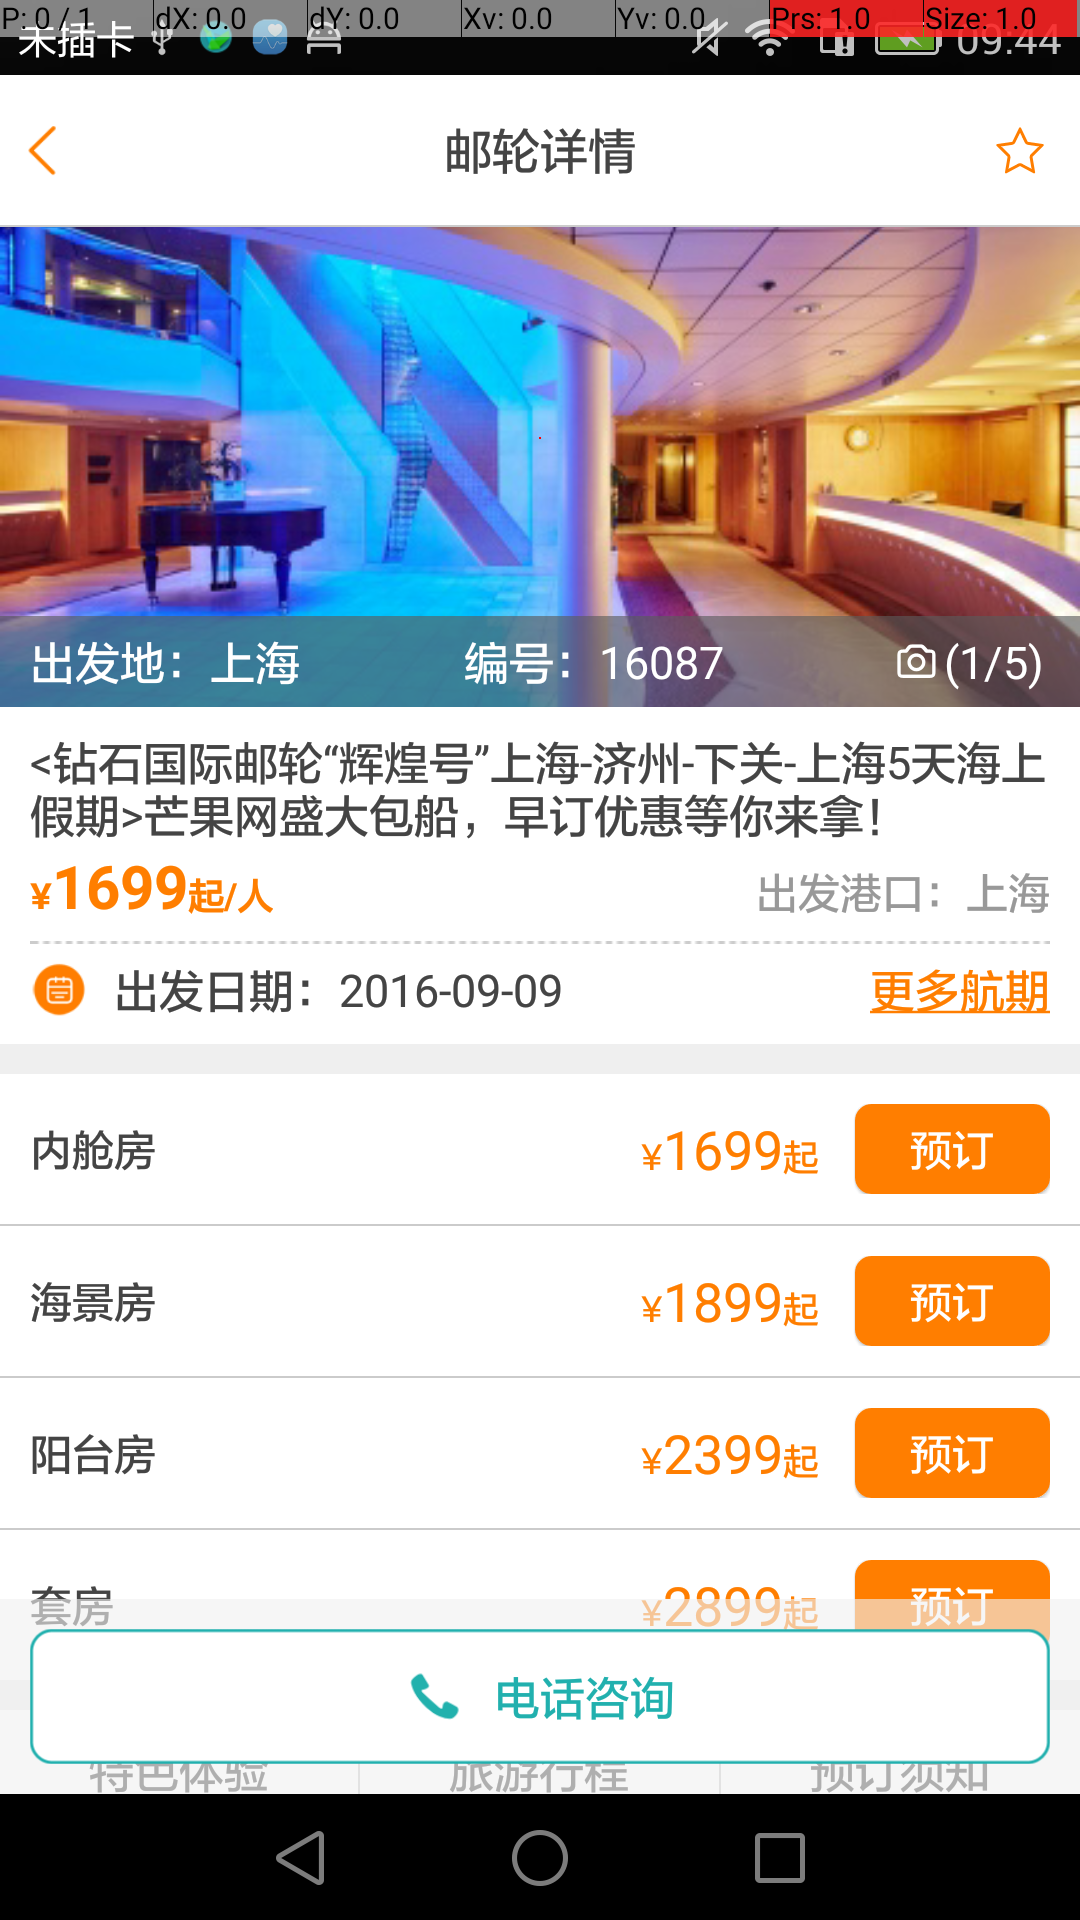 P: 0 / 1 dX: 0.0 dY: 0.0 Xv: 0.0 Yv: 0.0 Prs: 1.0 Size: 1.0
未插卡 09:44
邮轮详情
出发地：上海 编号：16087 (1/5)
<钻石国际邮轮“辉煌号”上海-济州-下关-上海5天海上
假期>芒果网盛大包船，早订优惠等你来拿！
¥1699起/人 出发港口：上海
出发日期：2016-09-09 更多航期
内舱房 ¥1699起 预订
海景房 ¥1899起 预订
阳台房 ¥2399起 预订
套房 ¥2899起 预订
电话咨询
特色体验 旅游行程 预订须知